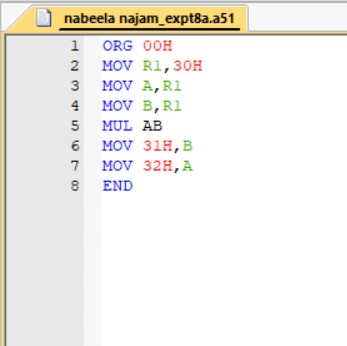 nabeela najam_expt8a.a51
1 ORG 00H
2 MOV R1,30H
3 MOV A,R1
4 MOV B,R1
5 MUL AB
6 MOV 31H,B
7 MOV 32H,A
8 END